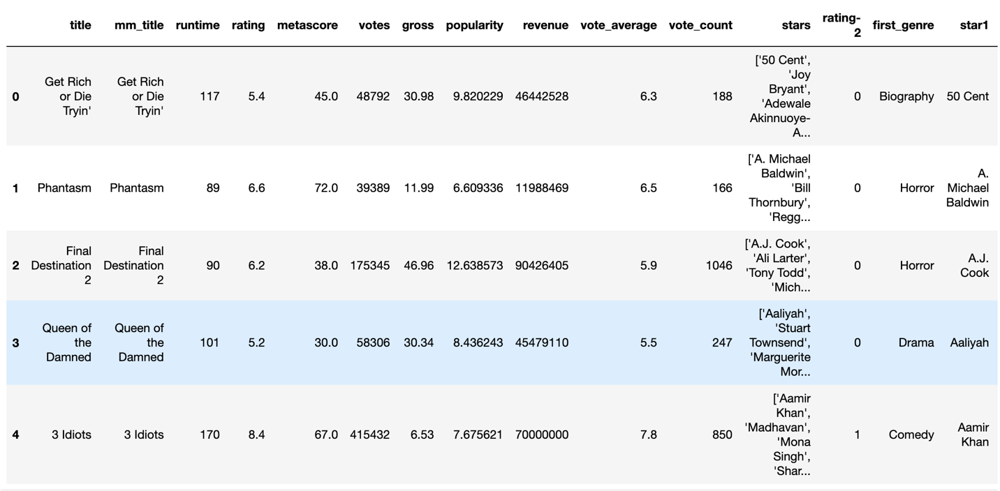 title mm_title runtime rating metascore votes gross popularity revenue vote_average vote_count stars rating-2 first_genre star1
0 Get Rich or Die Tryin' Get Rich or Die Tryin' 117 5.4 45.0 48792 30.98 9.820229 46442528 6.3 188 ['50 Cent', 'Joy Bryant', 'Adewale Akinnuoye-A... 0 Biography 50 Cent
1 Phantasm Phantasm 89 6.6 72.0 39389 11.99 6.609336 11988469 6.5 166 ['A. Michael Baldwin', 'Bill Thornbury', 'Regg... 0 Horror A. Michael Baldwin
2 Final Destination 2 Final Destination 2 90 6.2 38.0 175345 46.96 12.638573 90426405 5.9 1046 ['A.J. Cook', 'Ali Larter', 'Tony Todd', 'Mich... 0 Horror A.J. Cook
3 Queen of the Damned Queen of the Damned 101 5.2 30.0 58306 30.34 8.436243 45479110 5.5 247 ['Aaliyah', 'Stuart Townsend', 'Marguerite Mor... 0 Drama Aaliyah
4 3 Idiots 3 Idiots 170 8.4 67.0 415432 6.53 7.675621 70000000 7.8 850 ['Aamir Khan', 'Madhavan', 'Mona Singh', 'Shar... 1 Comedy Aamir Khan